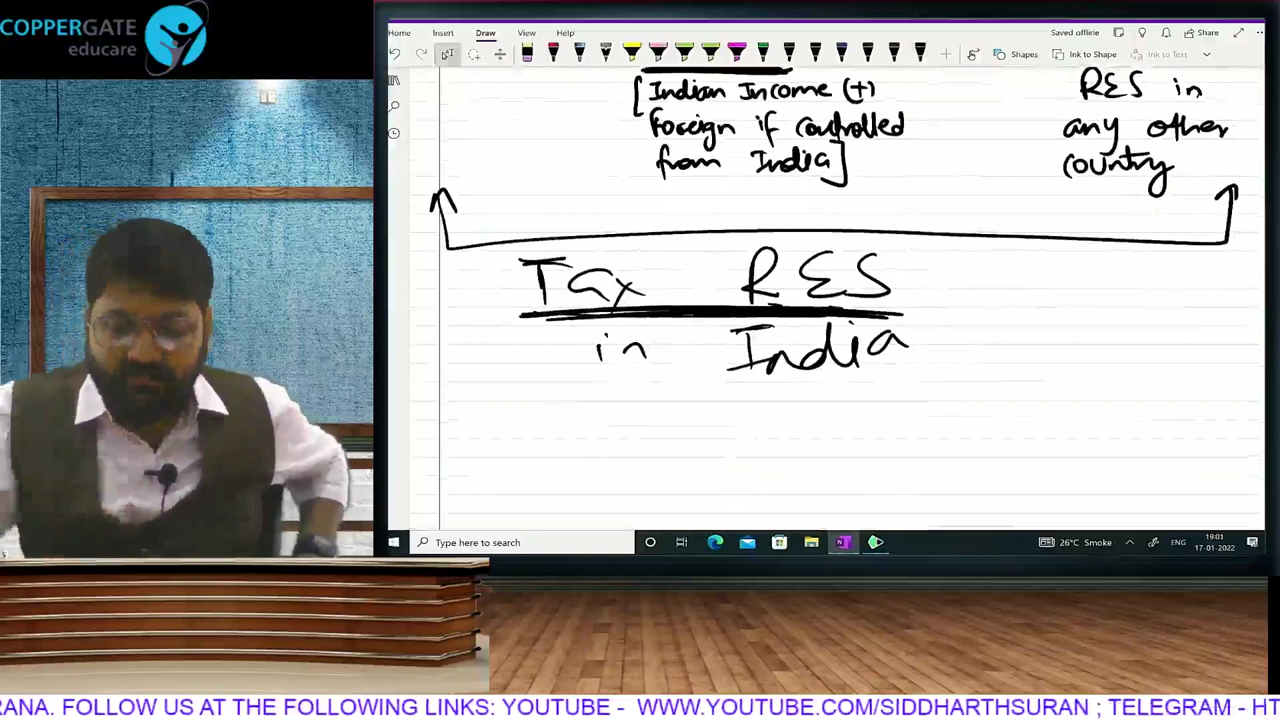 COPPERGATE
educare
Home Insert Draw View Help
Saved offline
Share
Shapes
Ink to Shape
Ink to Text
[Indian Income (+)
Foreign if controlled
from India]
RES in
any other
country
Tax RES
in India
Type here to search
26°C Smoke
ENG
19:01
17-01-2022
RANA. FOLLOW US AT THE FOLLOWING LINKS: YOUTUBE - WWW.YOUTUBE.COM/SIDDHARTHSURAN ; TELEGRAM - HT